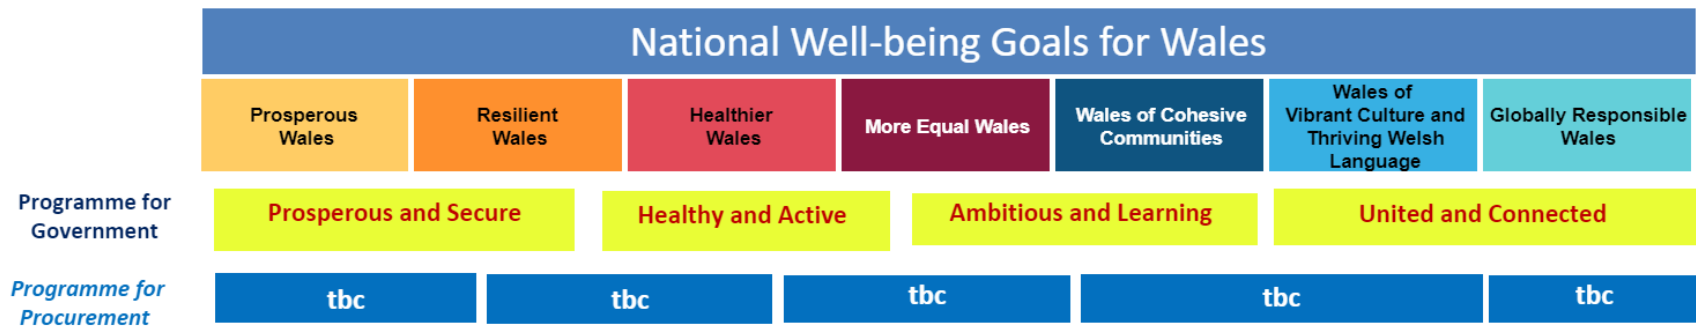 National Well-being Goals for Wales
Prosperous
Wales
Resilient
Wales
Healthier
Wales
More Equal Wales
Wales of Cohesive
Communities
Wales of
Vibrant Culture and
Thriving Welsh
Language
Globally Responsible
Wales
Programme for
Government
Prosperous and Secure
Healthy and Active
Ambitious and Learning
United and Connected
Programme for
Procurement
tbc
tbc
tbc
tbc
tbc